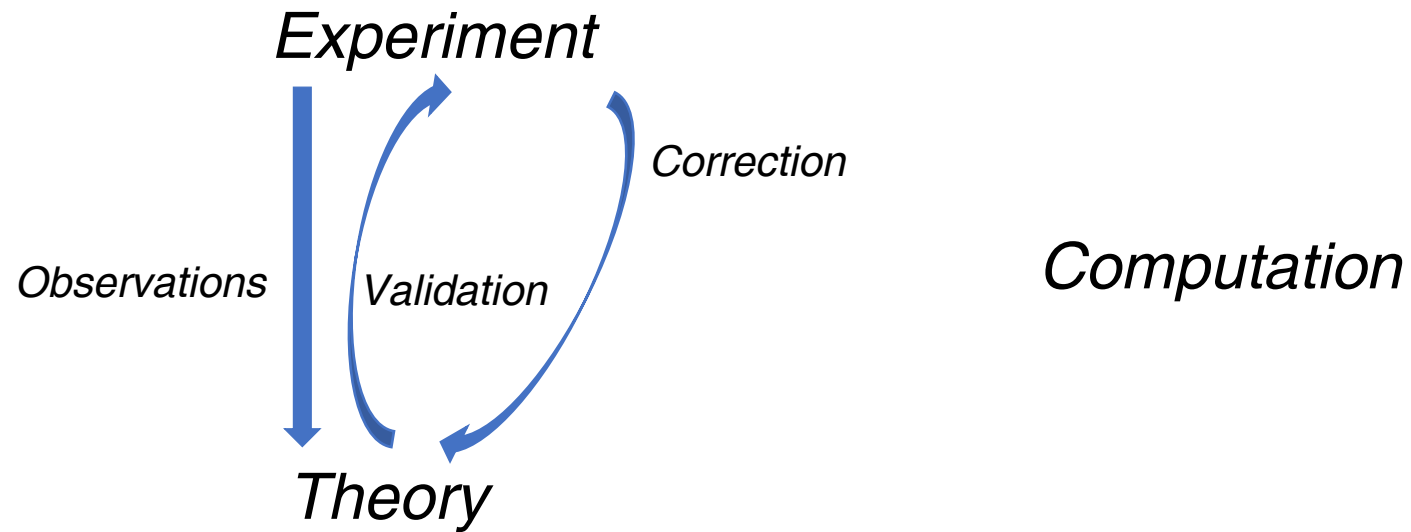 Experiment
Correction
Observations
Validation
Computation
Theory